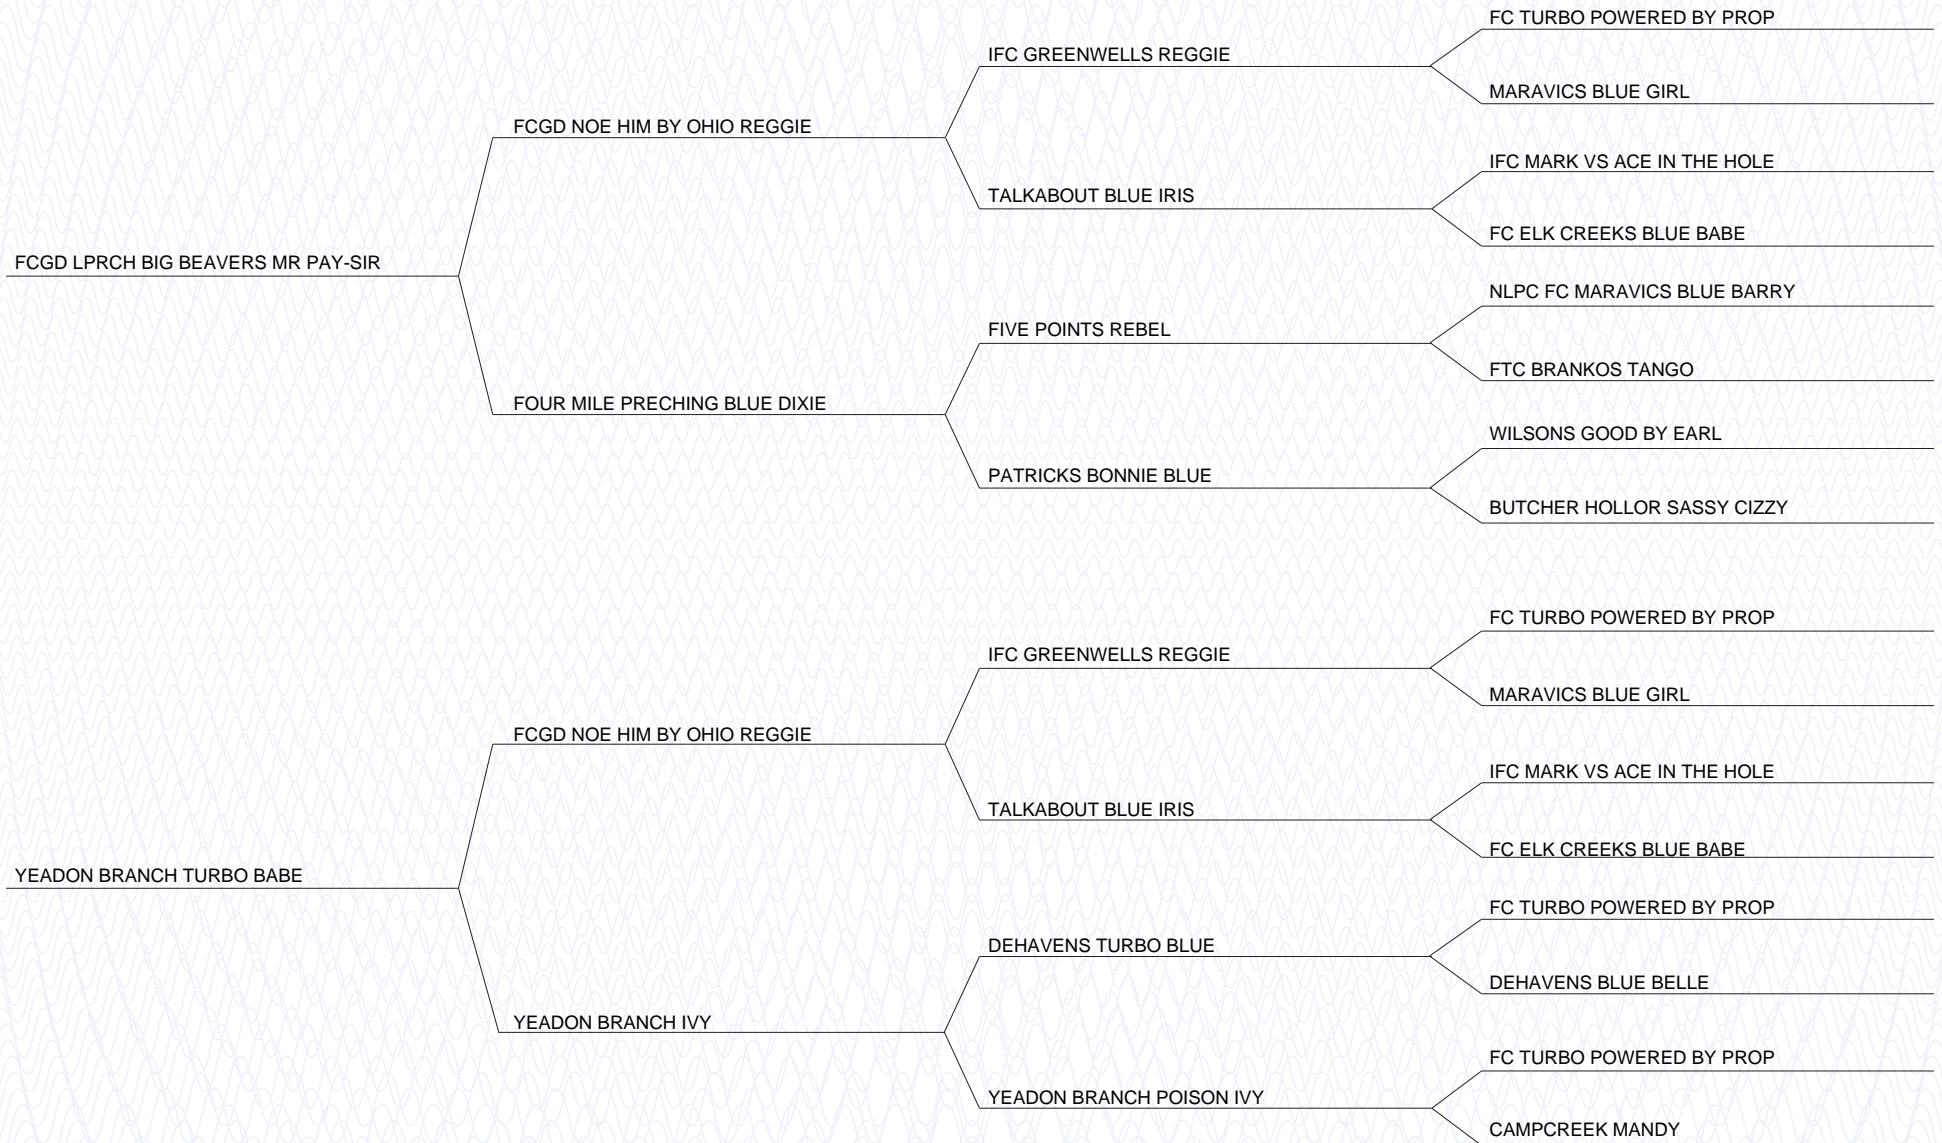 FC TURBO POWERED BY PROP
IFC GREENWELLS REGGIE
MARAVICS BLUE GIRL
FCGD NOE HIM BY OHIO REGGIE
IFC MARK VS ACE IN THE HOLE
TALKABOUT BLUE IRIS
FC ELK CREEKS BLUE BABE
FCGD LPRCH BIG BEAVERS MR PAY-SIR
NLPC FC MARAVICS BLUE BARRY
FIVE POINTS REBEL
FTC BRANKOS TANGO
FOUR MILE PRECHING BLUE DIXIE
WILSONS GOOD BY EARL
PATRICKS BONNIE BLUE
BUTCHER HOLLOR SASSY CIZZY
FC TURBO POWERED BY PROP
IFC GREENWELLS REGGIE
MARAVICS BLUE GIRL
FCGD NOE HIM BY OHIO REGGIE
IFC MARK VS ACE IN THE HOLE
TALKABOUT BLUE IRIS
FC ELK CREEKS BLUE BABE
YEADON BRANCH TURBO BABE
FC TURBO POWERED BY PROP
DEHAVENS TURBO BLUE
DEHAVENS BLUE BELLE
YEADON BRANCH IVY
FC TURBO POWERED BY PROP
YEADON BRANCH POISON IVY
CAMPCREEK MANDY